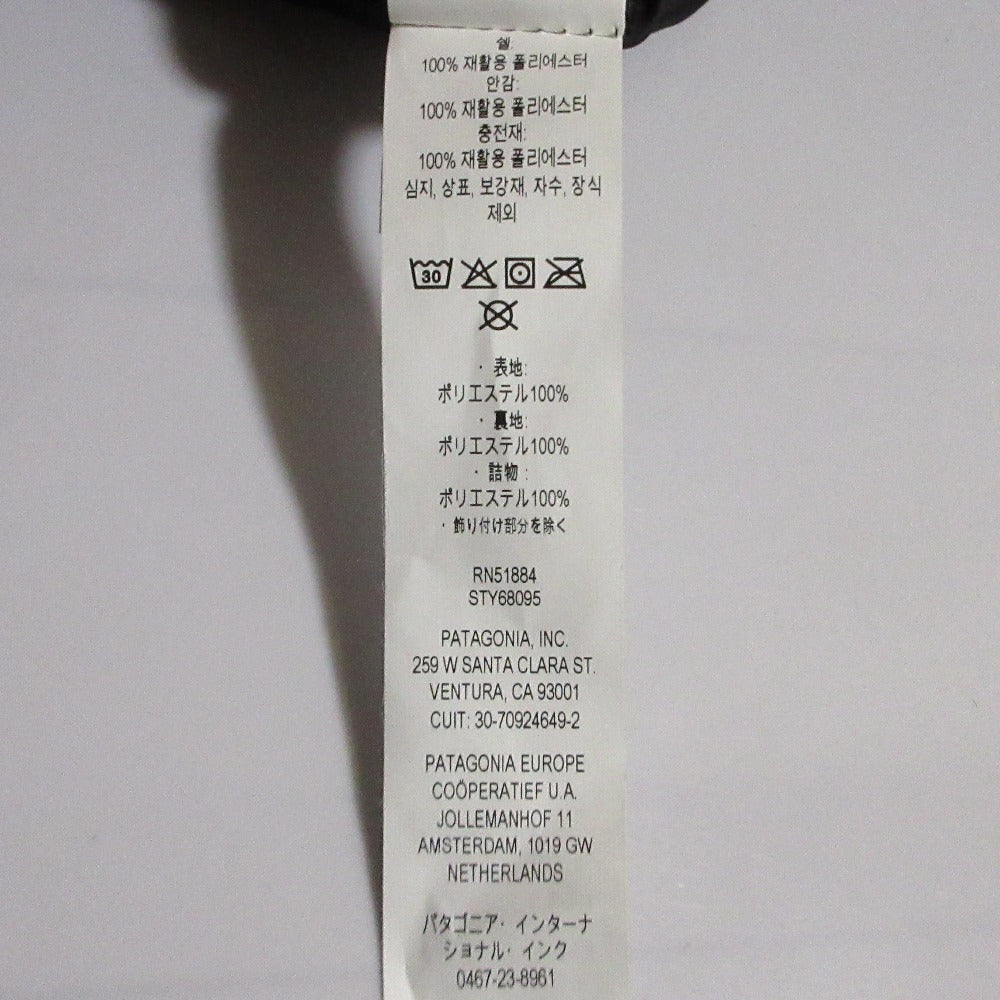 쉘:
100% 재활용 폴리에스터
안감:
100% 재활용 폴리에스터
충전재:
100% 재활용 폴리에스터
심지, 상표, 보강재, 자수, 장식
제외
30
・表地:
ポリエステル100%
・裏地:
ポリエステル100%
・詰物:
ポリエステル100%
・飾り付け部分を除く
RN51884
STY68095
PATAGONIA, INC.
259 W SANTA CLARA ST.
VENTURA, CA 93001
CUIT: 30-70924649-2
PATAGONIA EUROPE
COÖPERATIEF U.A.
JOLLEMANHOF 11
AMSTERDAM, 1019 GW
NETHERLANDS
パタゴニア・インターナ
ショナル・インク
0467-23-8961